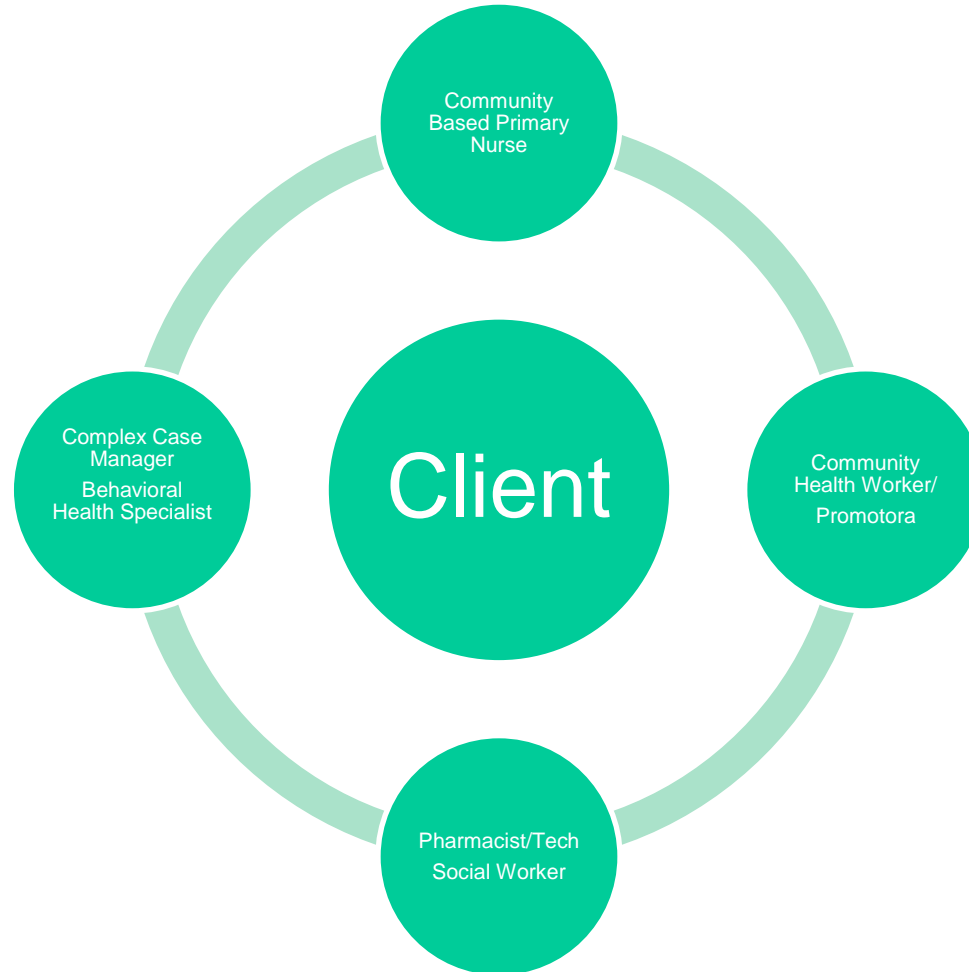 Community
Based Primary
Nurse
Complex Case
Manager
Behavioral
Health Specialist
Client
Community
Health Worker/
Promotora
Pharmacist/Tech
Social Worker